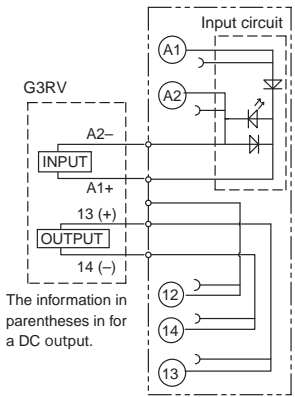 Input circuit
A1
A2
G3RV
A2–
INPUT
A1+
13 (+)
OUTPUT
14 (–)
The information in
parentheses in for
a DC output.
12
14
13